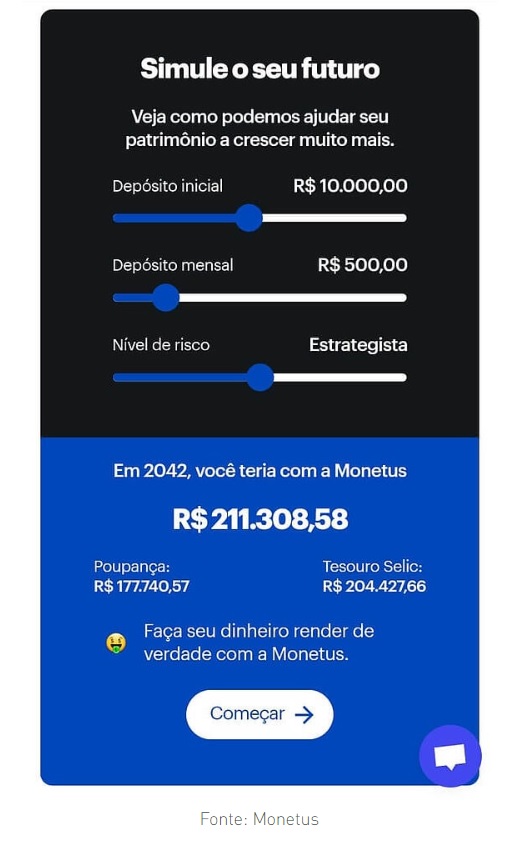 Simule o seu futuro
Veja como podemos ajudar seu
patrimônio a crescer muito mais.
Depósito inicial R$ 10.000,00
Depósito mensal R$ 500,00
Nível de risco Estrategista
Em 2042, você teria com a Monetus
R$ 211.308,58
Poupança: Tesouro Selic:
R$ 177.740,57 R$ 204.427,66
Faça seu dinheiro render de
verdade com a Monetus.
Começar
Fonte: Monetus